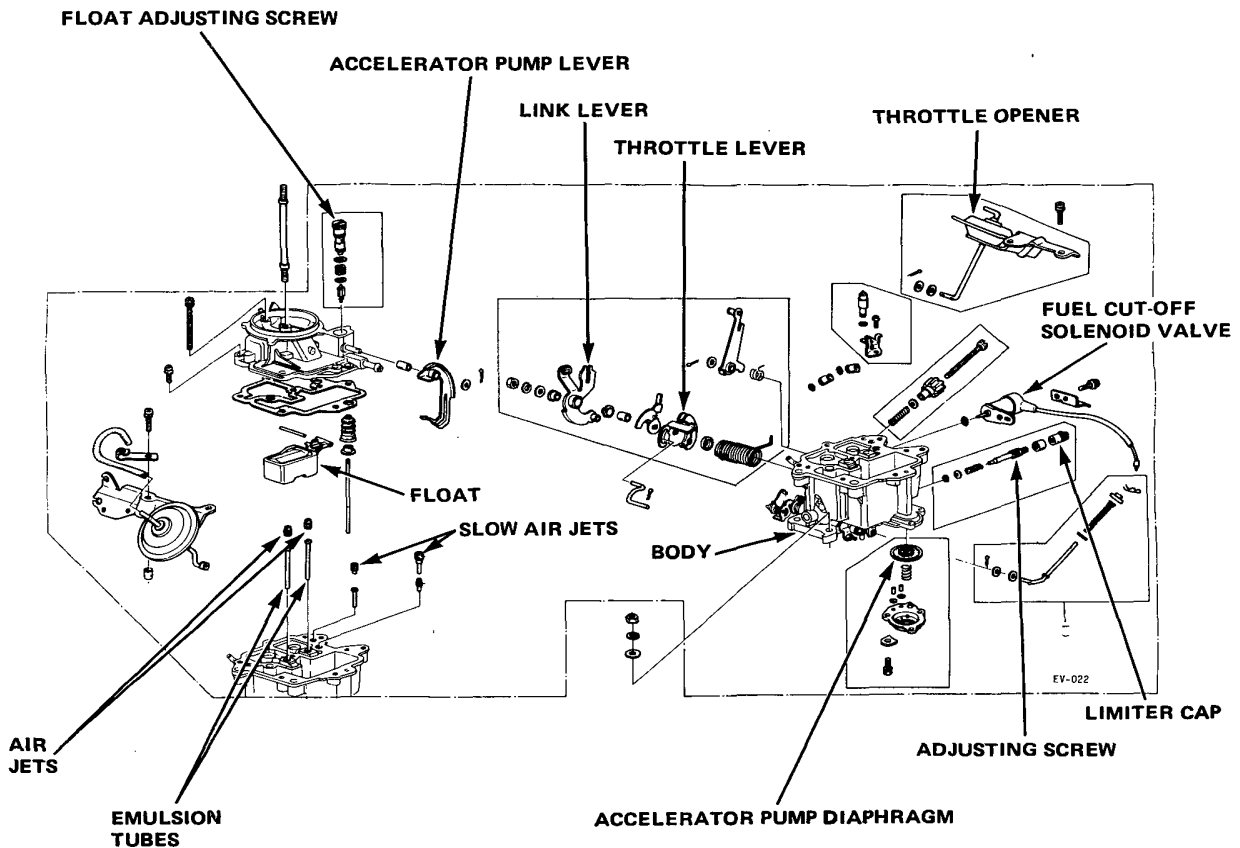 FLOAT ADJUSTING SCREW
ACCELERATOR PUMP LEVER
LINK LEVER
THROTTLE LEVER
THROTTLE OPENER
FUEL CUT-OFF
SOLENOID VALVE
FLOAT
SLOW AIR JETS
BODY
EV-022
LIMITER CAP
ADJUSTING SCREW
AIR
JETS
EMULSION
TUBES
ACCELERATOR PUMP DIAPHRAGM